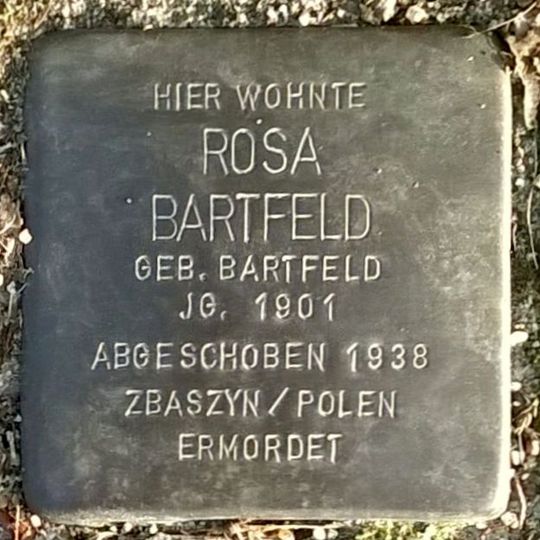 HIER WOHNTE
ROSA
BARTFELD
GEB. BARTFELD
JG. 1901
ABGESCHOBEN 1938
ZBASZYN / POLEN
ERMORDET